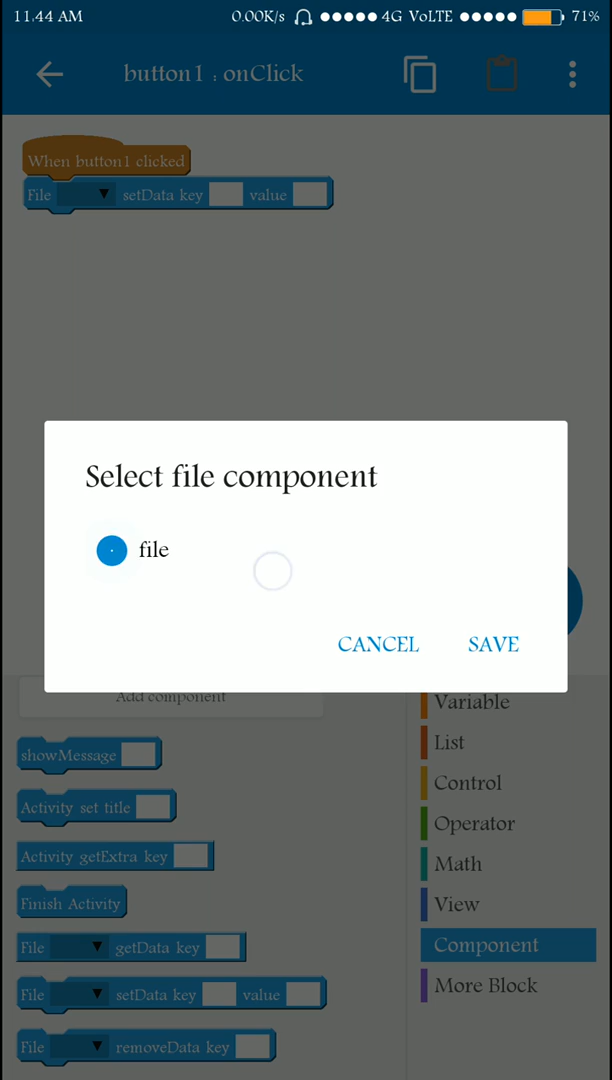 11.44 AM 0.00K/s 4G VoLTE 71%
button1 : onClick
When button1 clicked
File setData key value
Select file component
file
CANCEL SAVE
Add component
Variable
showMessage
List
Activity set title
Control
Operator
Activity getExtra key
Math
Finish Activity
View
File getData key
Component
File setData key value
More Block
File removeData key